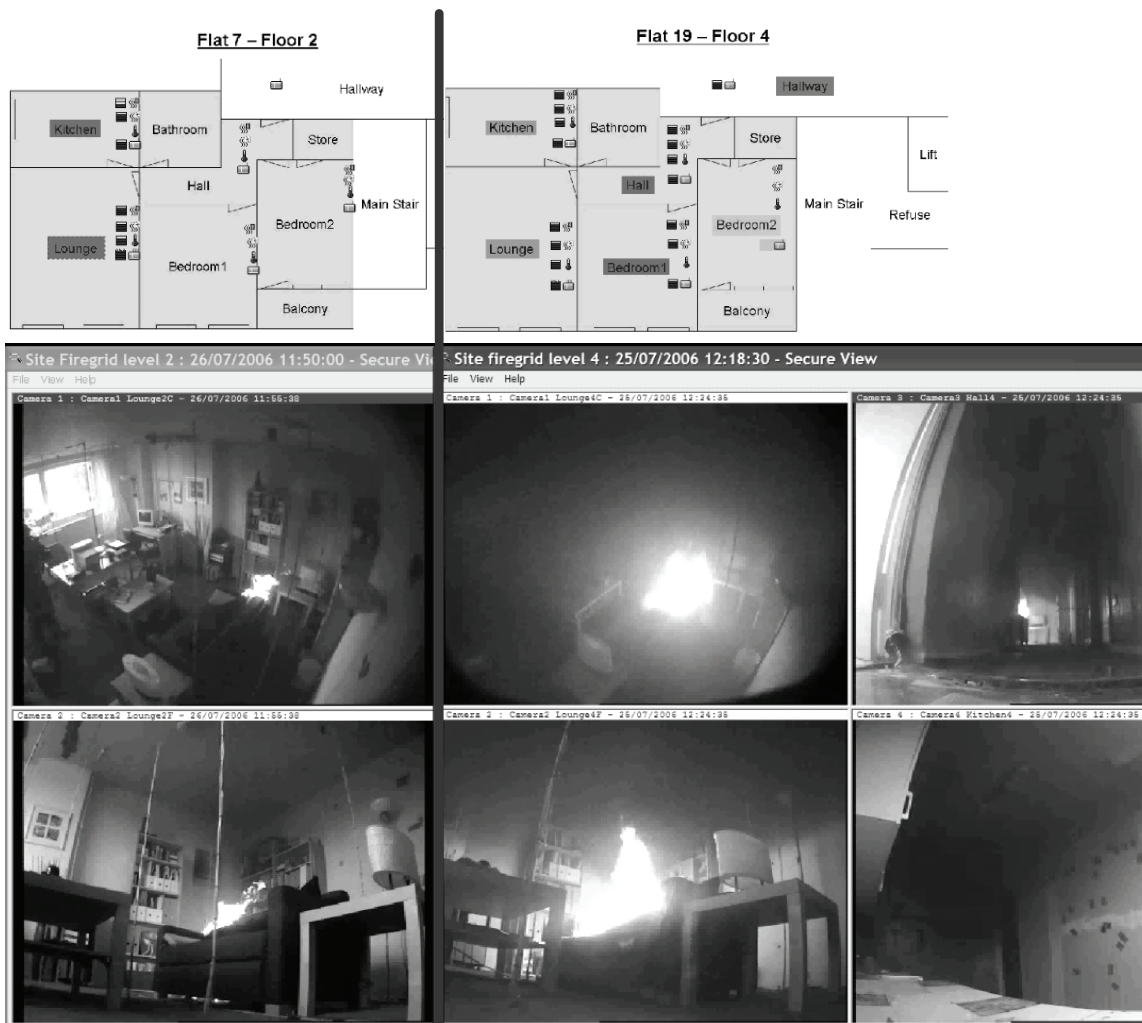 Flat 7 – Floor 2
Hallway
Kitchen
Bathroom
Store
Hall
Main Stair
Bedroom2
Lounge
Bedroom1
Balcony
Flat 19 – Floor 4
Hallway
Kitchen
Bathroom
Store
Lift
Hall
Main Stair
Refuse
Bedroom2
Lounge
Bedroom1
Balcony
Site Firegrid level 2 : 26/07/2006 11:50:00 - Secure Vie
File View Help
Camera 1 : Camera1 Lounge2C - 26/07/2006 11:55:38
Camera 2 : Camera2 Lounge2F - 26/07/2006 11:55:38
Site firegrid level 4 : 25/07/2006 12:18:30 - Secure View
File View Help
Camera 1 : Camera1 Lounge4C - 25/07/2006 12:24:35
Camera 3 : Camera3 Hall4 - 25/07/2006 12:24:35
Camera 2 : Camera2 Lounge4F - 25/07/2006 12:24:35
Camera 4 : Camera4 Kitchen4 - 25/07/2006 12:24:35